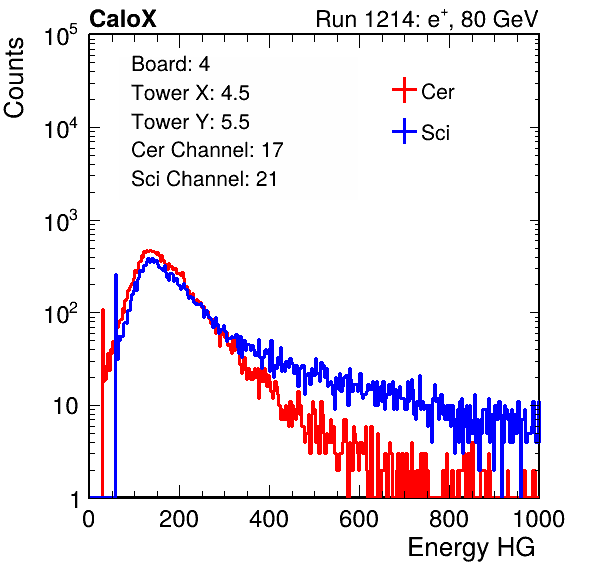 CaloX Run 1214: e⁺, 80 GeV
Counts
10⁵
10⁴
10³
10²
10
1
Board: 4
Tower X: 4.5
Tower Y: 5.5
Cer Channel: 17
Sci Channel: 21
Cer
Sci
0 200 400 600 800 1000
Energy HG